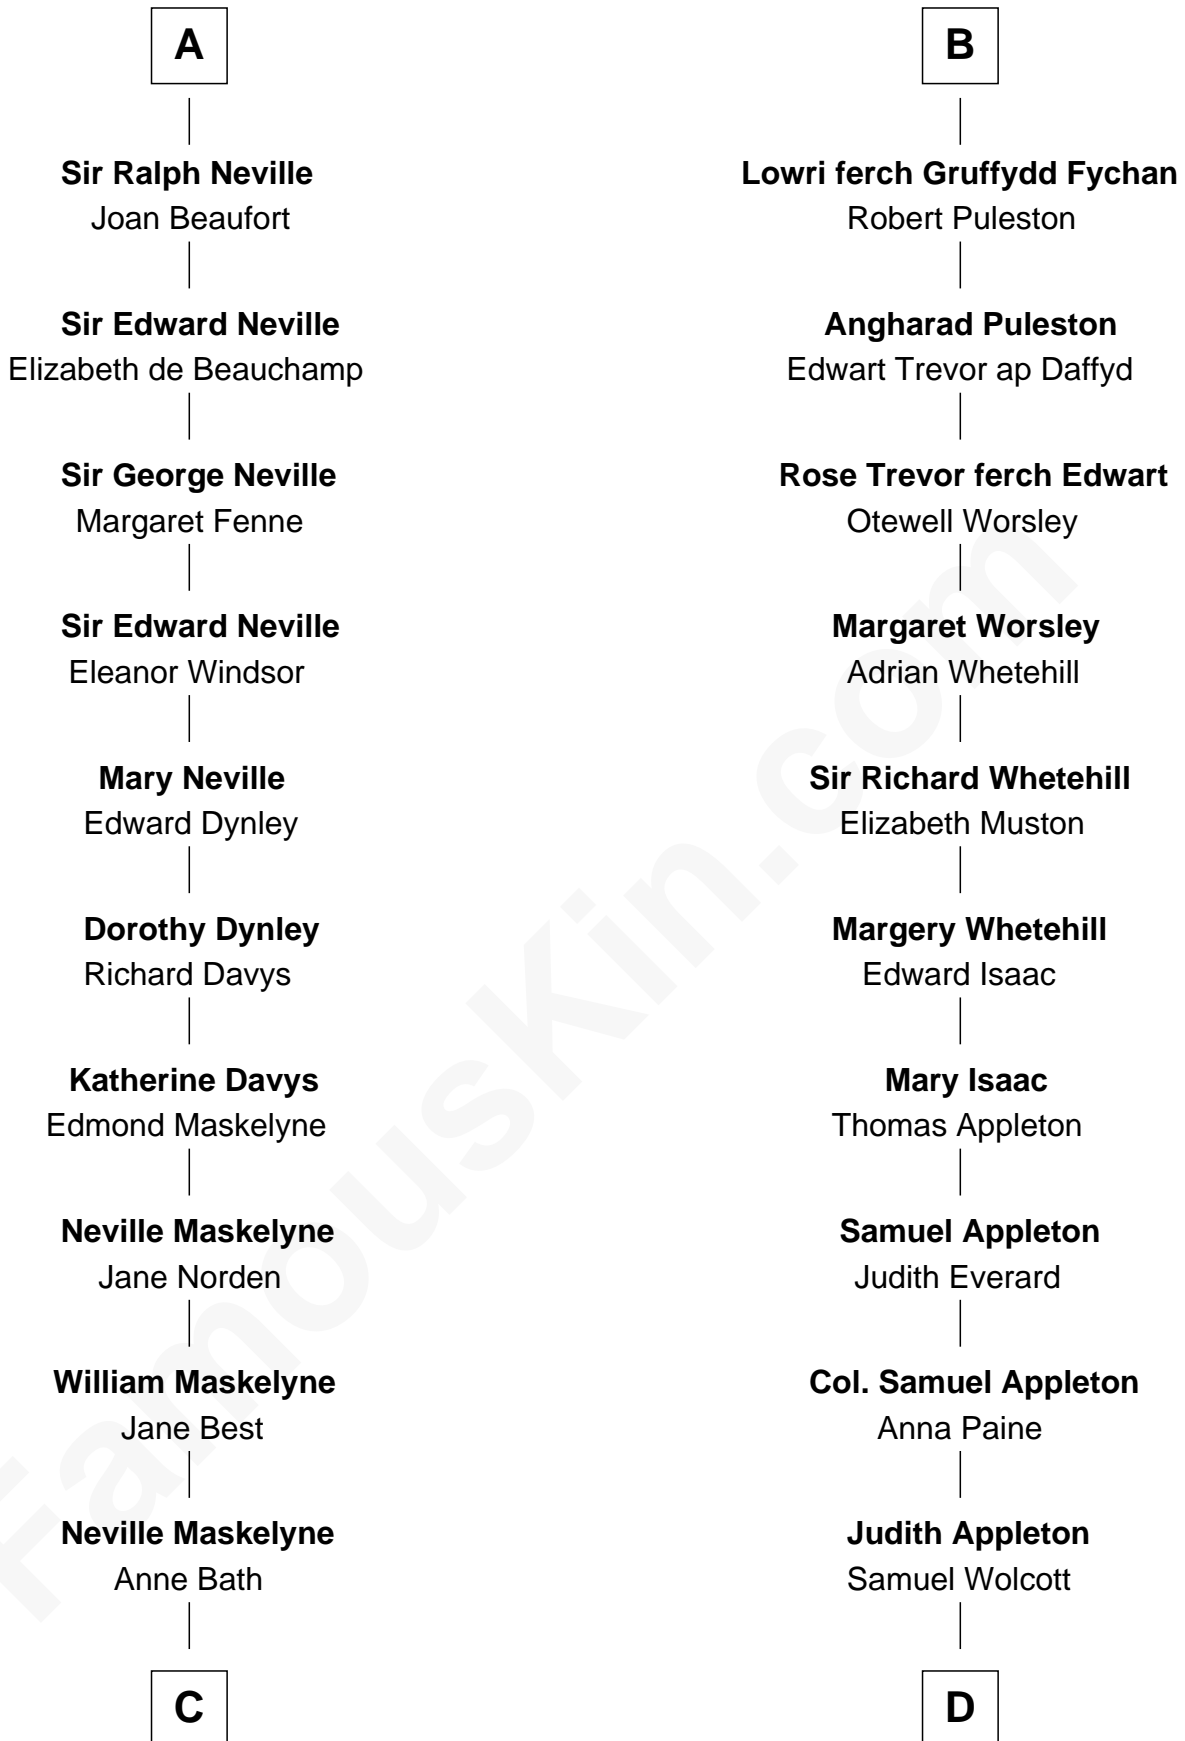 A
Sir Ralph Neville
Joan Beaufort
Sir Edward Neville
Elizabeth de Beauchamp
Sir George Neville
Margaret Fenne
Sir Edward Neville
Eleanor Windsor
Mary Neville
Edward Dynley
Dorothy Dynley
Richard Davys
Katherine Davys
Edmond Maskelyne
Neville Maskelyne
Jane Norden
William Maskelyne
Jane Best
Neville Maskelyne
Anne Bath
C
B
Lowri ferch Gruffydd Fychan
Robert Puleston
Angharad Puleston
Edwart Trevor ap Daffyd
Rose Trevor ferch Edwart
Otewell Worsley
Margaret Worsley
Adrian Whetehill
Sir Richard Whetehill
Elizabeth Muston
Margery Whetehill
Edward Isaac
Mary Isaac
Thomas Appleton
Samuel Appleton
Judith Everard
Col. Samuel Appleton
Anna Paine
Judith Appleton
Samuel Wolcott
D
FamousKin.com